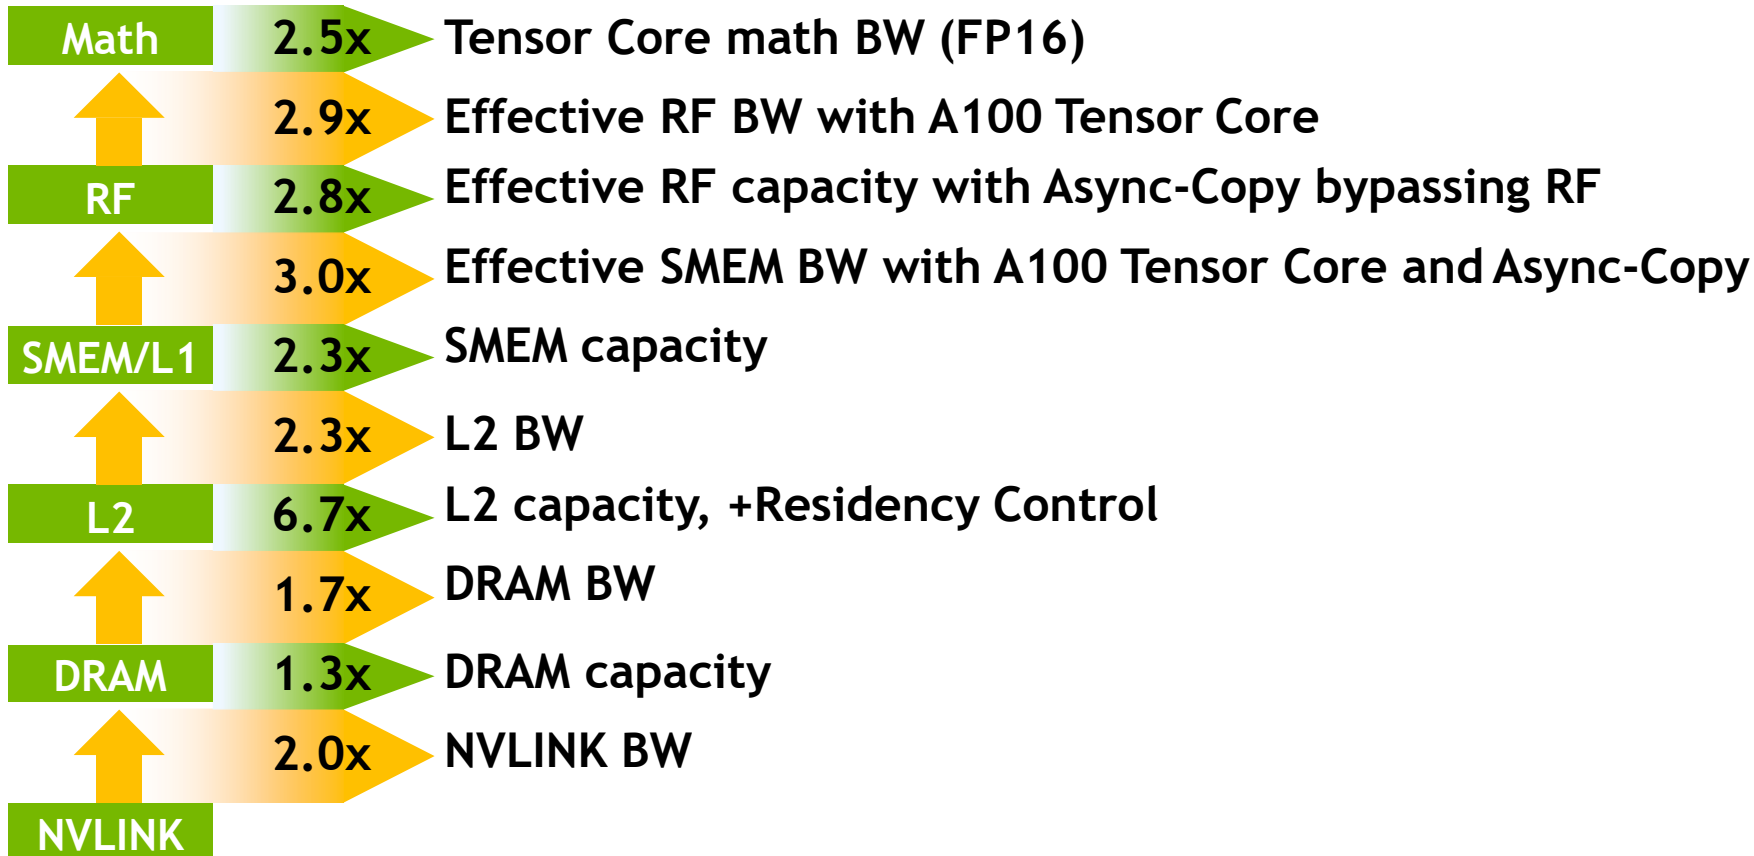 Math 2.5x Tensor Core math BW (FP16)
2.9x Effective RF BW with A100 Tensor Core
RF 2.8x Effective RF capacity with Async-Copy bypassing RF
3.0x Effective SMEM BW with A100 Tensor Core and Async-Copy
SMEM/L1 2.3x SMEM capacity
2.3x L2 BW
L2 6.7x L2 capacity, +Residency Control
1.7x DRAM BW
DRAM 1.3x DRAM capacity
2.0x NVLINK BW
NVLINK